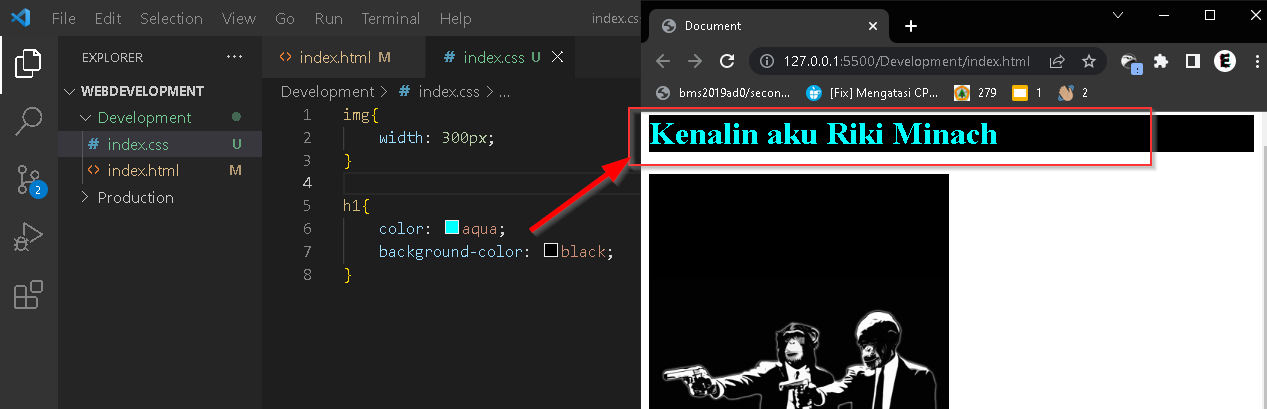 File Edit Selection View Go Run Terminal Help index.cs
EXPLORER ...
WEBDEVELOPMENT
Development
# index.css U
<> index.html M
Production
2
<> index.html M
# index.css U
Development > # index.css > ...
1 img{
2 width: 300px;
3 }
4
5 h1{
6 color: aqua;
7 background-color: black;
8 }
Document
127.0.0.1:5500/Development/index.html
1
bms2019ad0/secon...
[Fix] Mengatasi CP...
279
1
2
Kenalin aku Riki Minach